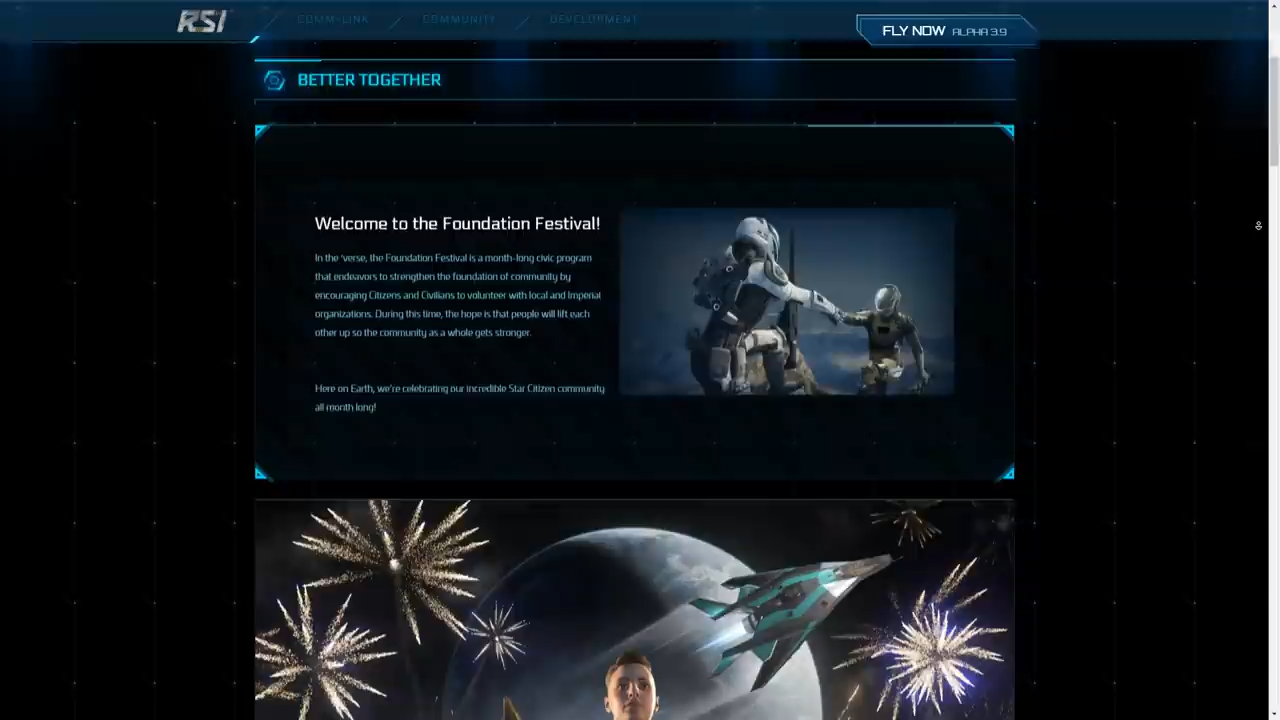 RSI
COMM-LINK
COMMUNITY
DEVELOPMENT
FLY NOW ALPHA 3.9
BETTER TOGETHER
Welcome to the Foundation Festival!
In the 'verse, the Foundation Festival is a month-long civic program
that endeavors to strengthen the foundation of community by
encouraging Citizens and Civilians to volunteer with local and Imperial
organizations. During this time, the hope is that people will lift each
other up so the community as a whole gets stronger.
Here on Earth, we're celebrating our incredible Star Citizen community
all month long!